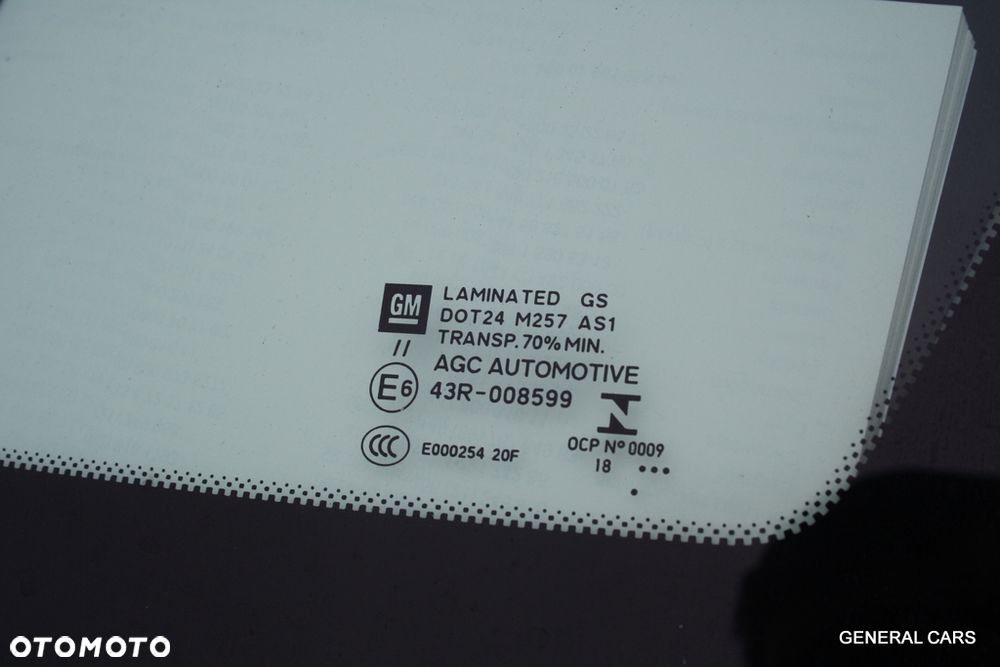 GM
LAMINATED GS
DOT24 M257 AS1
TRANSP.70%MIN.
//
AGC AUTOMOTIVE
E6
43R-008599
N
CCC
E000254 20F
OCP Nº 0009
18
OTOMOTO
GENERAL CARS